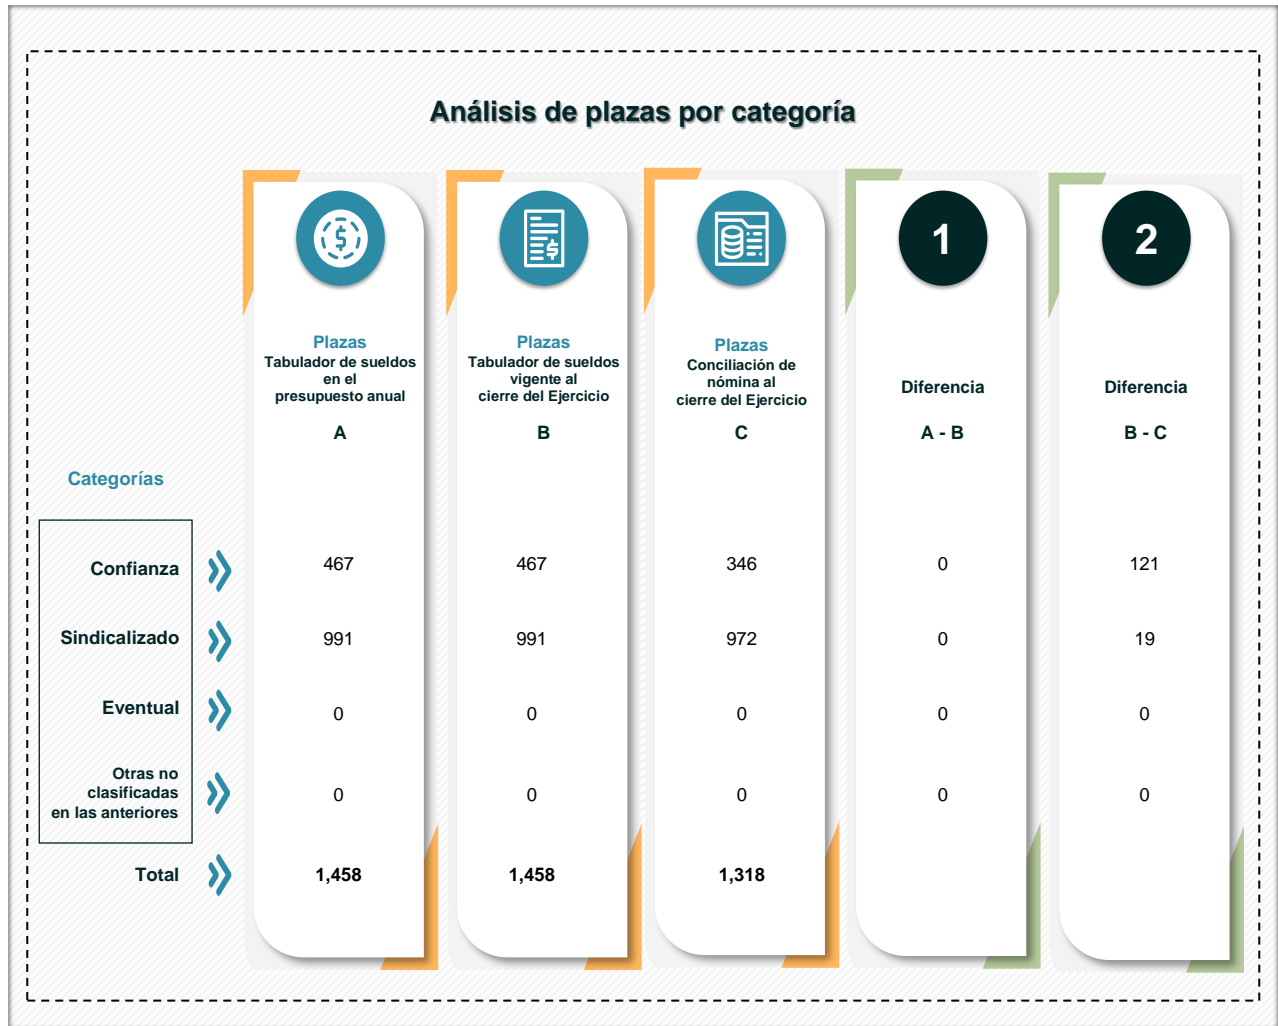 Análisis de plazas por categoría
1
2
Plazas
Tabulador de sueldos
en el
presupuesto anual
A
Plazas
Tabulador de sueldos
vigente al
cierre del Ejercicio
B
Plazas
Conciliación de
nómina al
cierre del Ejercicio
C
Diferencia
A - B
Diferencia
B - C
Categorías
Confianza 467 467 346 0 121
Sindicalizado 991 991 972 0 19
Eventual 0 0 0 0 0
Otras no
clasificadas
en las anteriores
0 0 0 0 0
Total 1,458 1,458 1,318